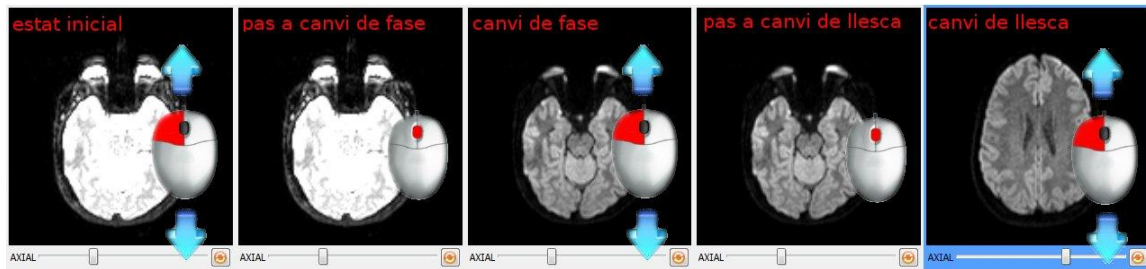 estat inicial
pas a canvi de fase
canvi de fase
pas a canvi de llesca
canvi de llesca
AXIAL
AXIAL
AXIAL
AXIAL
AXIAL